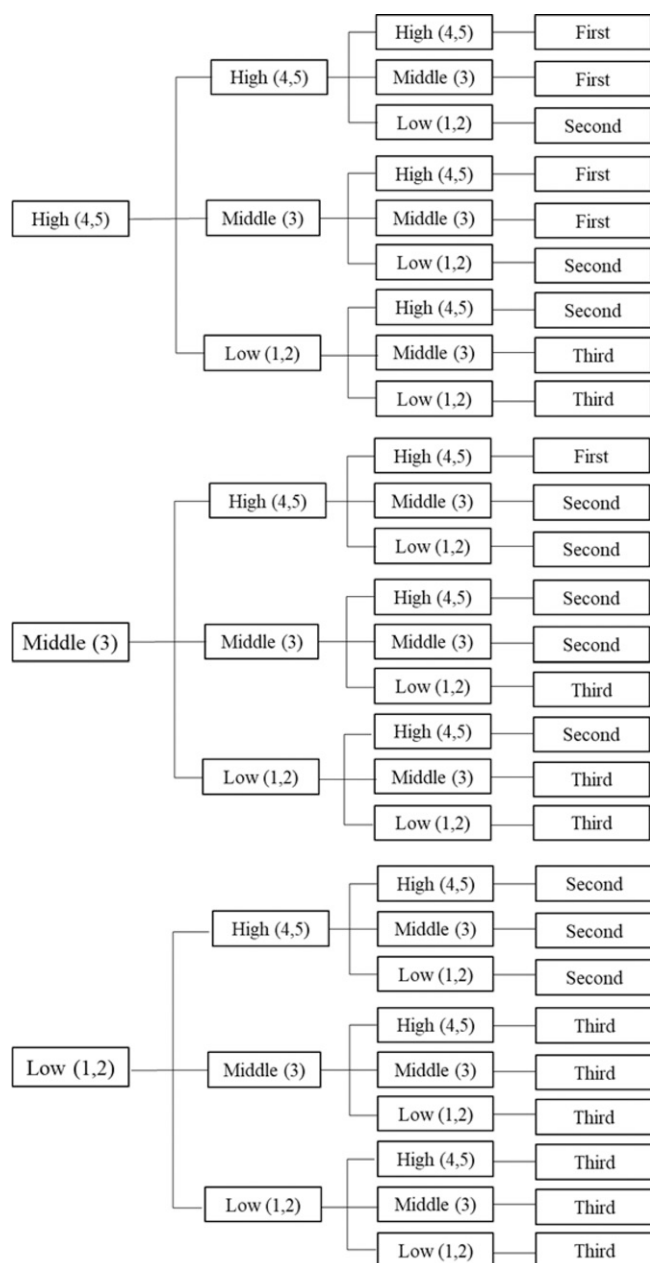 High (4,5) First
High (4,5) Middle (3) First
Low (1,2) Second
High (4,5) First
High (4,5) Middle (3) Middle (3) First
Low (1,2) Second
High (4,5) Second
Low (1,2) Middle (3) Third
Low (1,2) Third
High (4,5) First
High (4,5) Middle (3) Second
Low (1,2) Second
High (4,5) Second
Middle (3) Middle (3) Middle (3) Second
Low (1,2) Third
High (4,5) Second
Low (1,2) Middle (3) Third
Low (1,2) Third
High (4,5) Second
High (4,5) Middle (3) Second
Low (1,2) Second
High (4,5) Third
Low (1,2) Middle (3) Middle (3) Third
Low (1,2) Third
High (4,5) Third
Low (1,2) Middle (3) Third
Low (1,2) Third